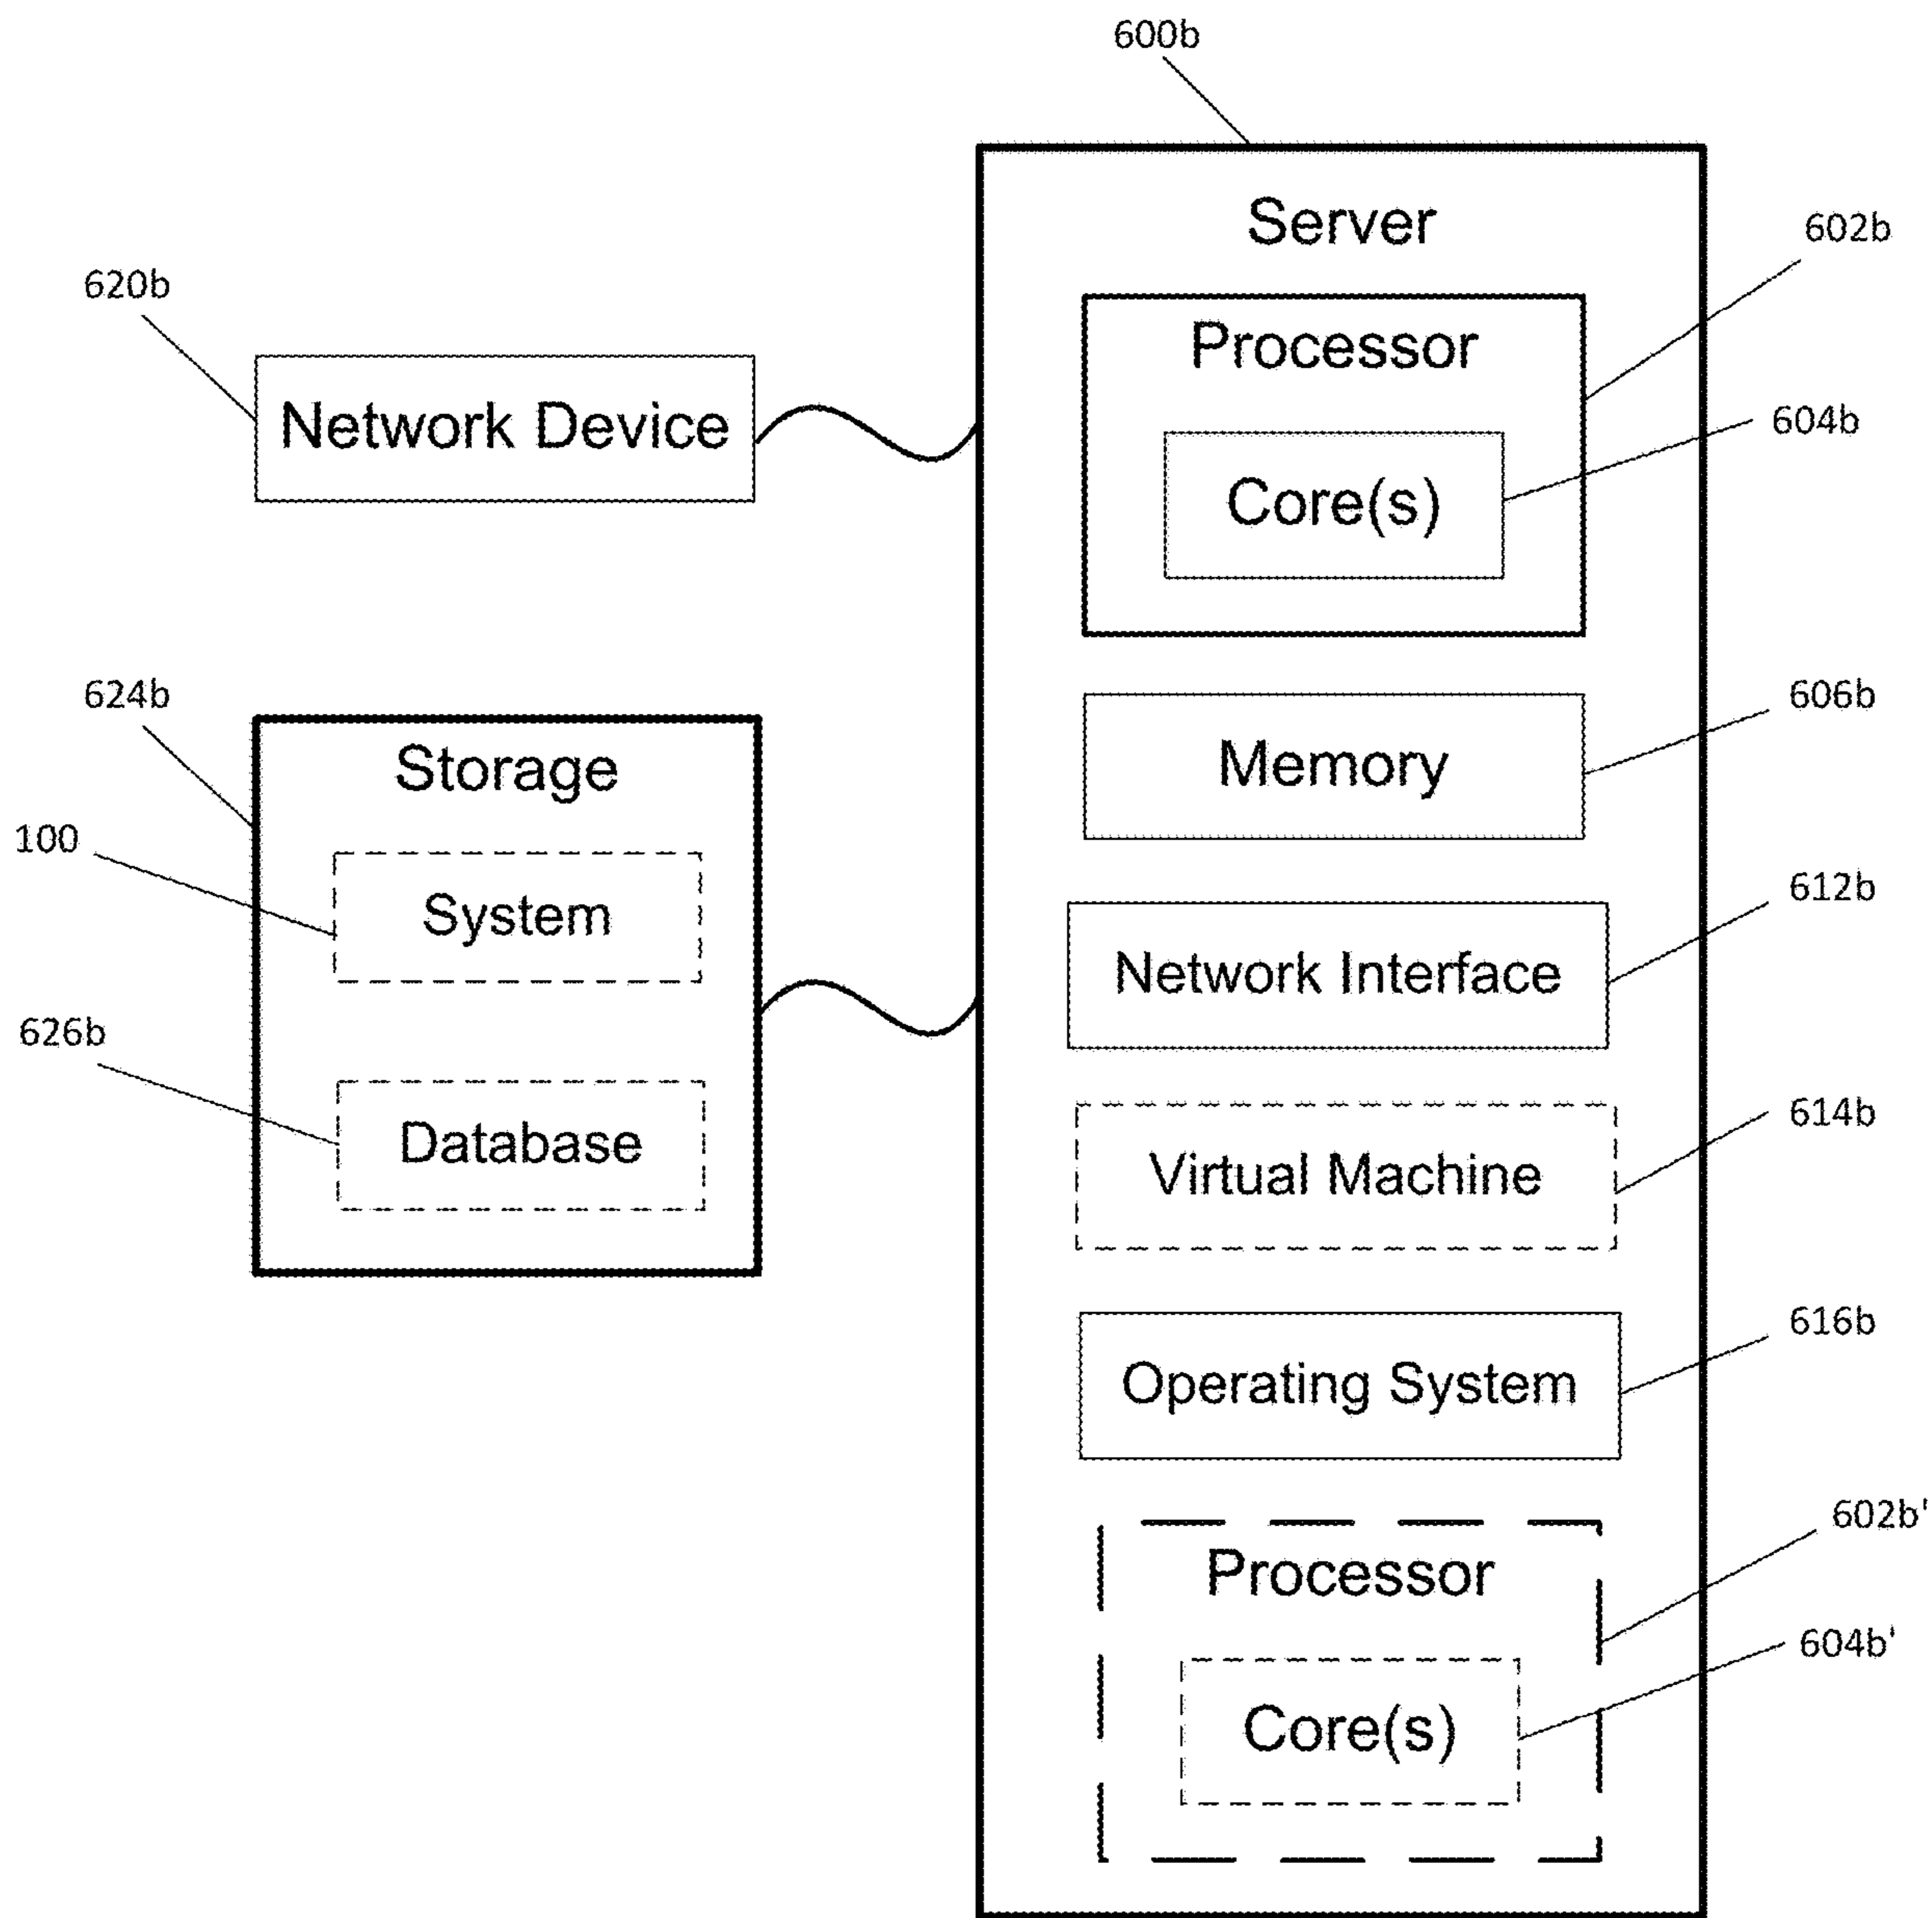 600b
Server
602b
620b
Processor
Network Device
604b
Core(s)
624b
606b
Storage
Memory
100
612b
System
Network Interface
626b
614b
Database
Virtual Machine
616b
Operating System
602b'
Processor
604b'
Core(s)